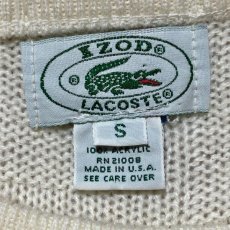 IZOD
LACOSTE®
S
100% ACRYLIC
RN 21008
MADE IN U.S.A.
SEE CARE OVER